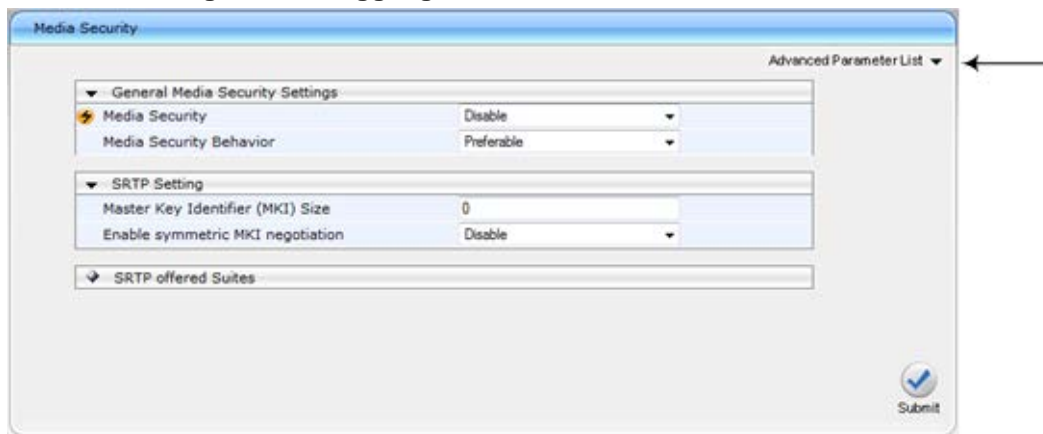 Media Security
Advanced Parameter List
General Media Security Settings
Media Security Disable
Media Security Behavior Preferable
SRTP Setting
Master Key Identifier (MKI) Size 0
Enable symmetric MKI negotiation Disable
SRTP offered Suites
Submit